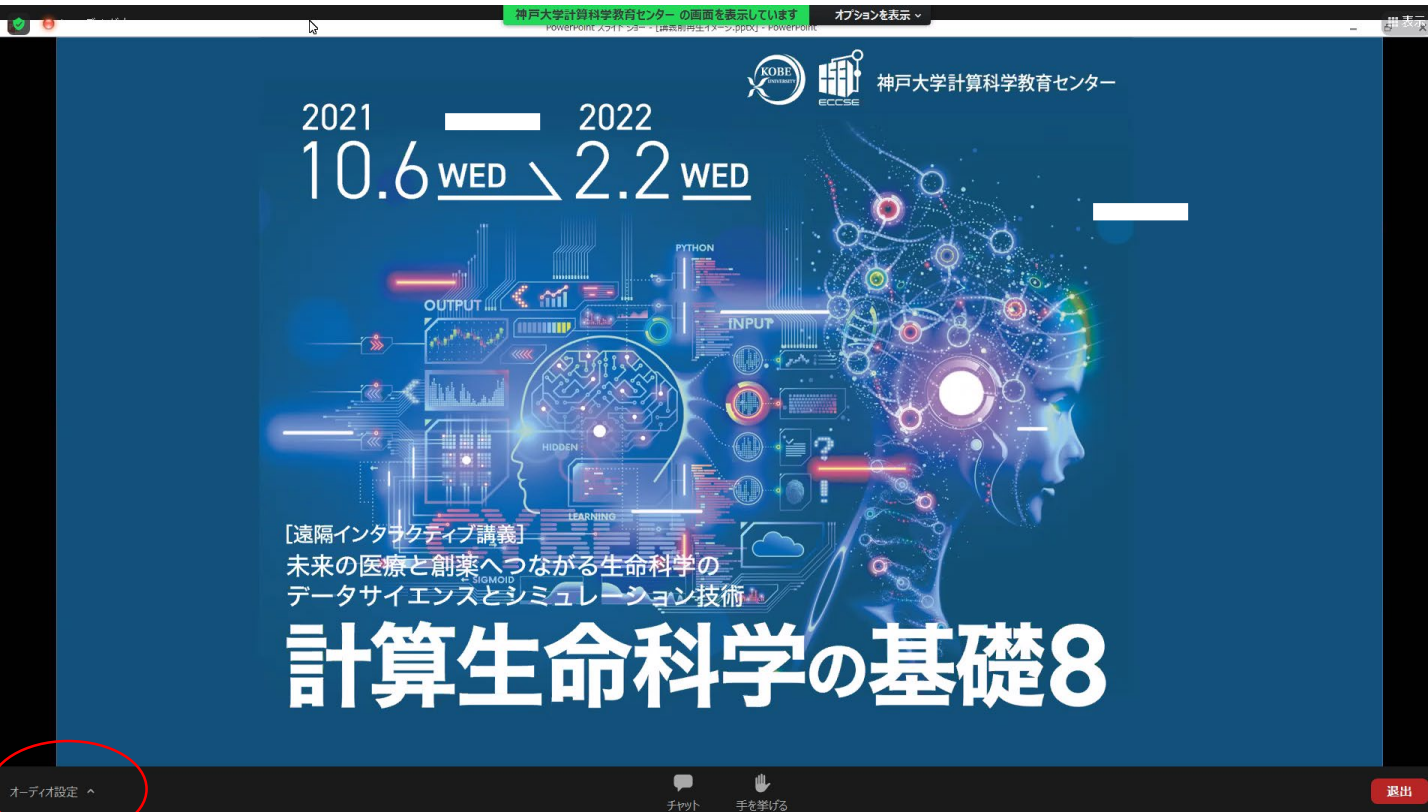 神戸大学計算科学教育センター の画面を表示しています
オプションを表示
PowerPoint スライド ショー - [講義前再生イメージ.pptx] - PowerPoint
表示
KOBE
UNIVERSITY
ECCSE
神戸大学計算科学教育センター
2021
2022
10.6 WED
2.2 WED
PYTHON
OUTPUT
INPUT
HIDDEN
LEARNING
CYBER
[遠隔インタラクティブ講義]
未来の医療と創薬へつながる生命科学の
SIGMOID
データサイエンスとシミュレーション技術
計算生命科学の基礎8
オーディオ設定
チャット
手を挙げる
退出